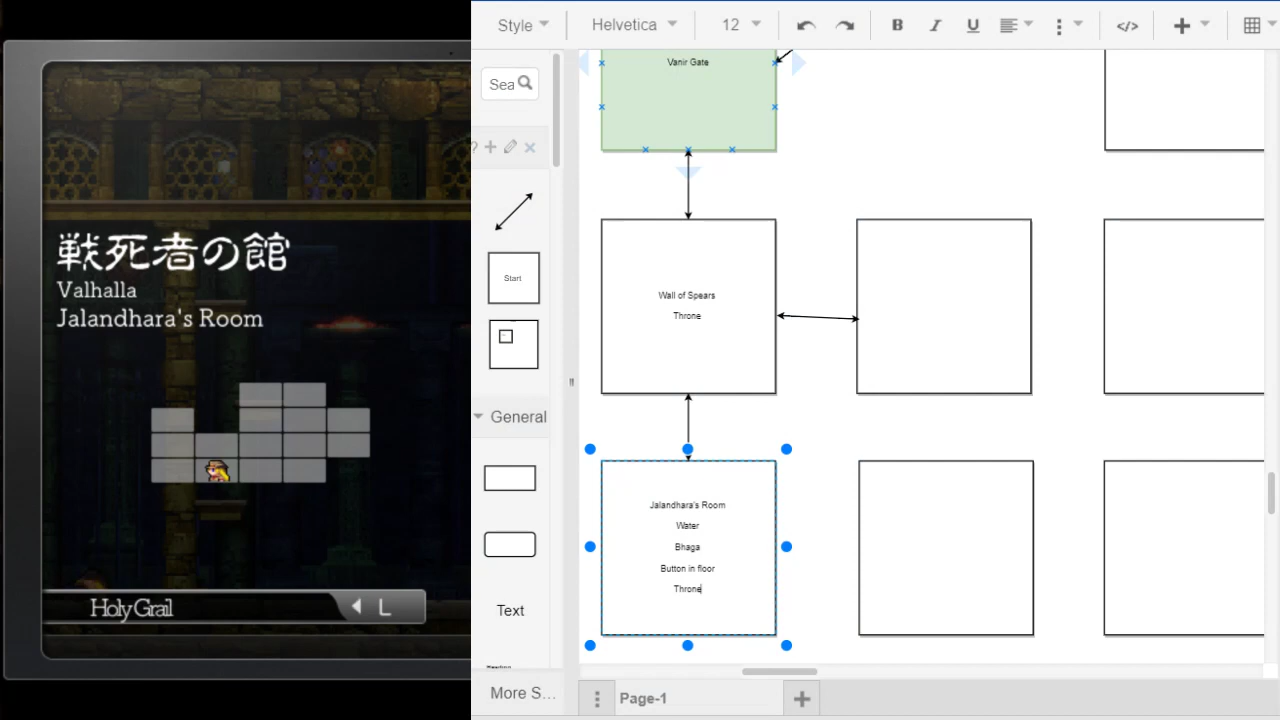 戦死者の館
Valhalla
Jalandhara's Room
Holy Grail
L
Style
Helvetica
12
B
I
U
</>
Sea
?
Start
General
Text
More S...
Vanir Gate
Wall of Spears
Throne
Jalandhara's Room
Water
Bhaga
Button in floor
Throne
Page-1